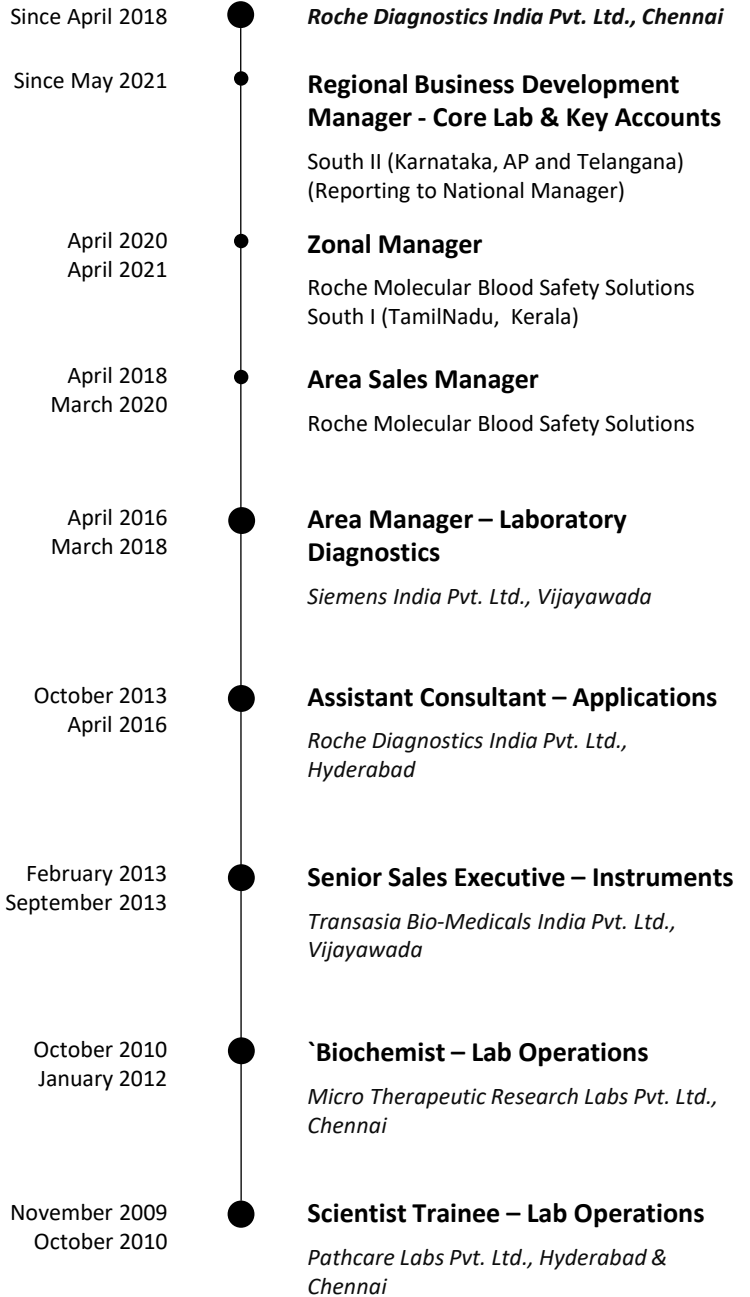 Since April 2018
Roche Diagnostics India Pvt. Ltd., Chennai
Since May 2021
Regional Business Development
Manager - Core Lab & Key Accounts
South II (Karnataka, AP and Telangana)
(Reporting to National Manager)
April 2020
April 2021
Zonal Manager
Roche Molecular Blood Safety Solutions
South I (TamilNadu,  Kerala)
April 2018
March 2020
Area Sales Manager
Roche Molecular Blood Safety Solutions
April 2016
March 2018
Area Manager – Laboratory
Diagnostics
Siemens India Pvt. Ltd., Vijayawada
October 2013
April 2016
Assistant Consultant – Applications
Roche Diagnostics India Pvt. Ltd.,
Hyderabad
February 2013
September 2013
Senior Sales Executive – Instruments
Transasia Bio-Medicals India Pvt. Ltd.,
Vijayawada
October 2010
January 2012
`Biochemist – Lab Operations
Micro Therapeutic Research Labs Pvt. Ltd.,
Chennai
November 2009
October 2010
Scientist Trainee – Lab Operations
Pathcare Labs Pvt. Ltd., Hyderabad &
Chennai